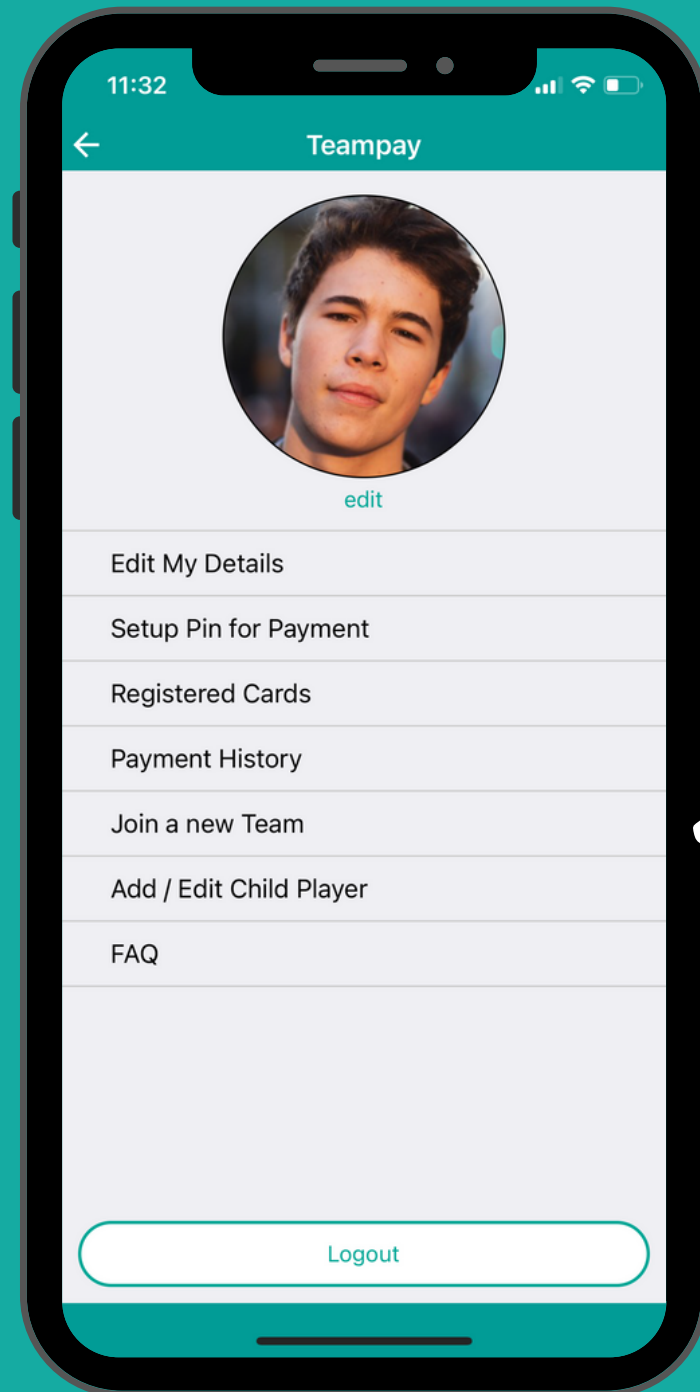 11:32
Teampay
edit
Edit My Details
Setup Pin for Payment
Registered Cards
Payment History
Join a new Team
Add / Edit Child Player
FAQ
Logout